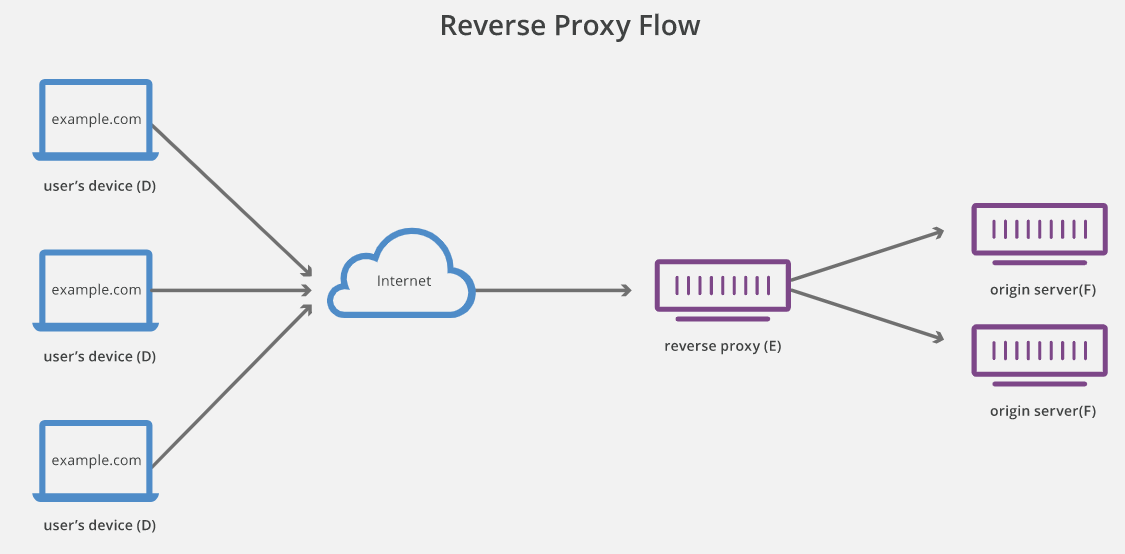 Reverse Proxy Flow
example.com
user’s device (D)
example.com
user’s device (D)
example.com
user’s device (D)
Internet
reverse proxy (E)
origin server(F)
origin server(F)